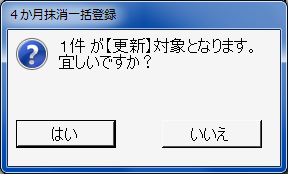 ４か月抹消一括登録
１件 が【更新】対象となります。
宜しいですか？
はい
いいえ